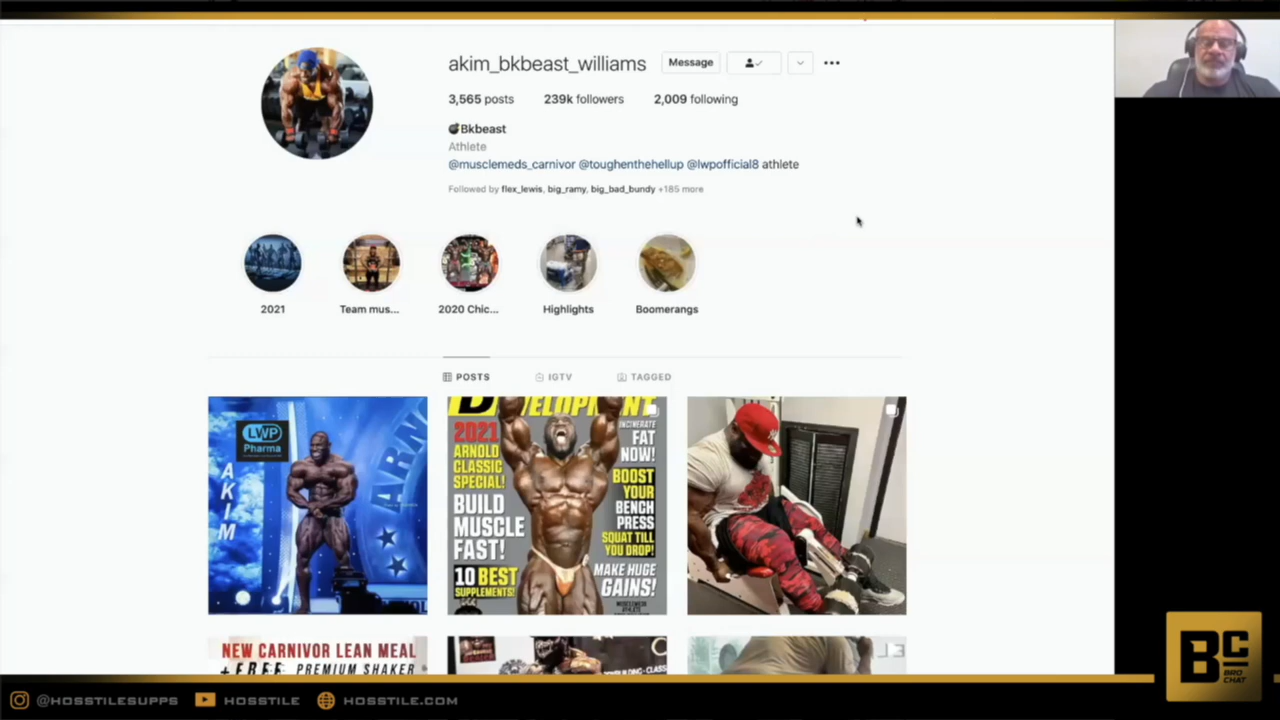 akim_bkbeast_williams Message
3,565 posts 239k followers 2,009 following
Bkbeast
Athlete
@musclemeds_carnivor @toughenthehellup @lwpofficial8 athlete
Followed by flex_lewis, big_ramy, big_bad_bundy +185 more
2021 Team mus... 2020 Chic... Highlights Boomerangs
POSTS IGTV TAGGED
LWP
Pharma
AKIM
ARN
2021
ARNOLD
CLASSIC
SPECIAL!
BUILD
MUSCLE
FAST!
10 BEST
SUPPLEMENTS!
INCINERATE
FAT
NOW!
BOOST
YOUR
BENCH
PRESS
SQUAT TILL
YOU DROP!
MAKE HUGE
GAINS!
NEW CARNIVOR LEAN MEAL
+ FREE PREMIUM SHAKER
BC
BRO
CHAT
@HOSSTILESUPPS HOSSTILE HOSSTILE.COM